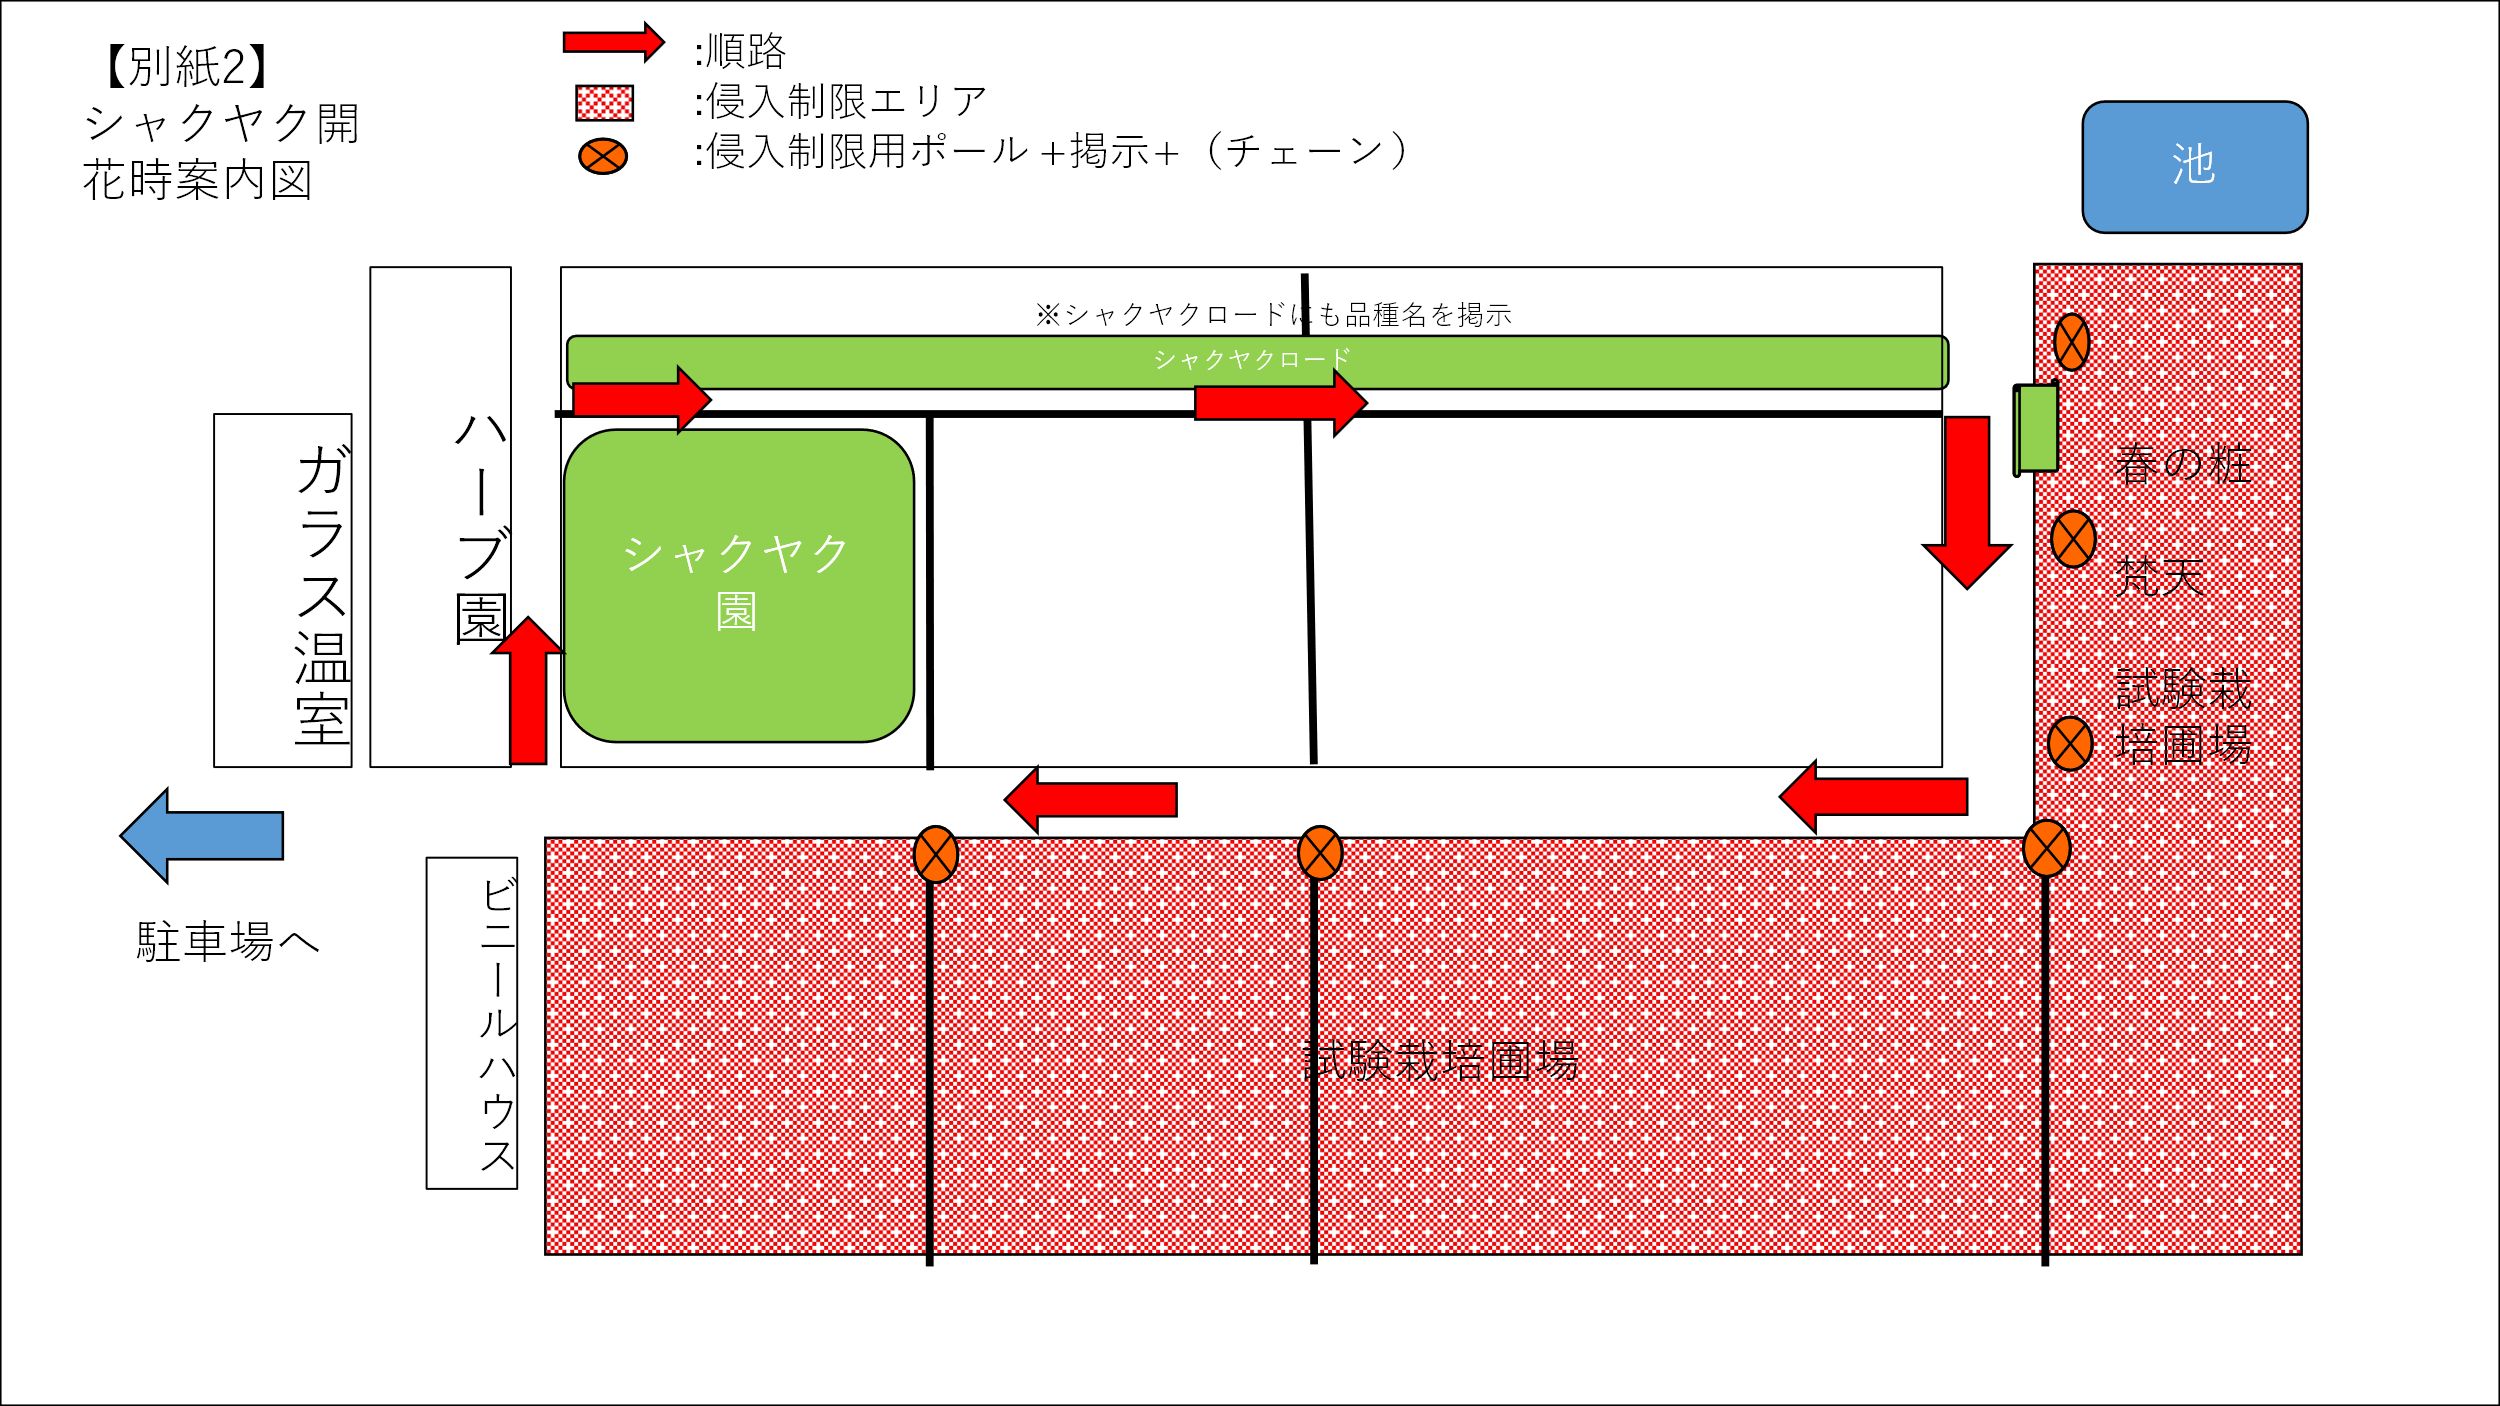 【別紙2】
シャクヤク開
花時案内図
:順路
:侵入制限エリア
:侵入制限用ポール+掲示+（チェーン）
池
※シャクヤクロードにも品種名を掲示
シャクヤクロード
ハーブ園
ガラス温室
シャクヤク
園
春の粧
梵天
試験栽
培圃場
駐車場へ
ビニールハウス
試験栽培圃場